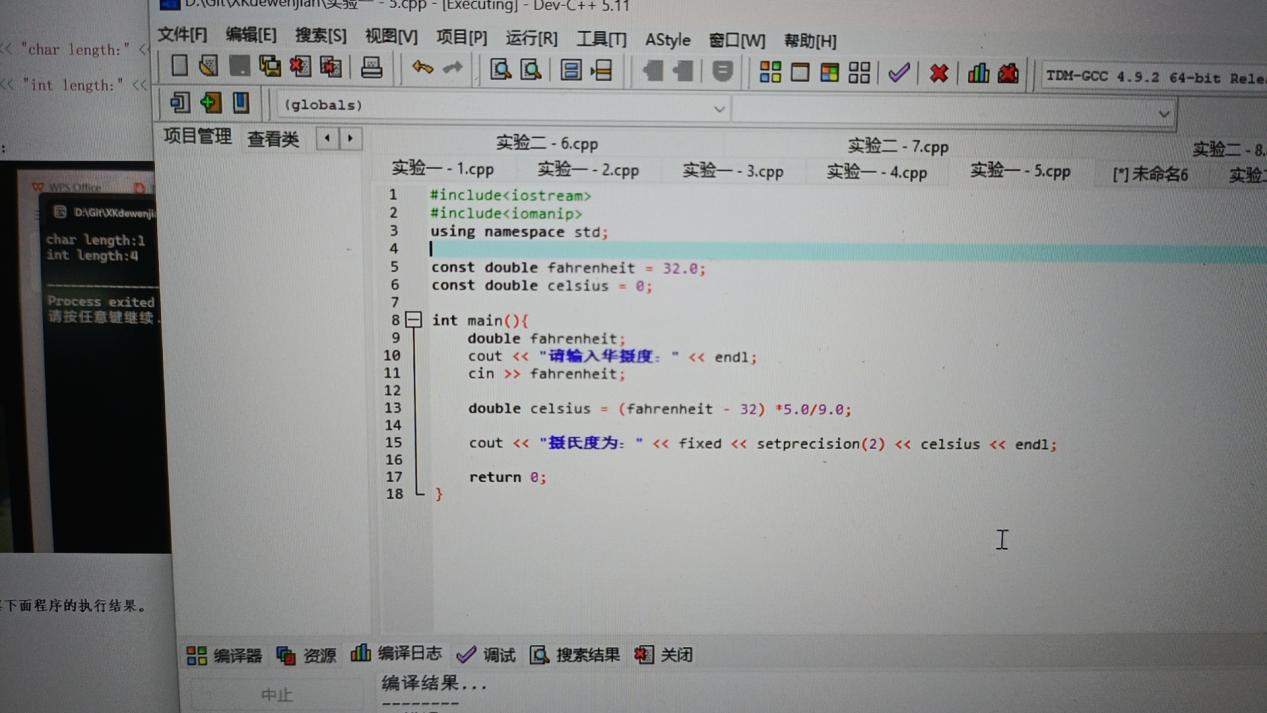 D:\Git\XKdewenjian\实验一 - 5.cpp - [Executing] - Dev-C++ 5.11
文件[F] 编辑[E] 搜索[S] 视图[V] 项目[P] 运行[R] 工具[T] AStyle 窗口[W] 帮助[H]
TDM-GCC 4.9.2 64-bit Relea
(globals)
项目管理 查看类
实验二 - 6.cpp 实验二 - 7.cpp 实验二 - 8.
实验一 - 1.cpp 实验一 - 2.cpp 实验一 - 3.cpp 实验一 - 4.cpp 实验一 - 5.cpp [*] 未命名6 实验二
1 #include<iostream>
2 #include<iomanip>
3 using namespace std;
4
5 const double fahrenheit = 32.0;
6 const double celsius = 0;
7
8 int main(){
9 double fahrenheit;
10 cout << "请输入华摄度：" << endl;
11 cin >> fahrenheit;
12
13 double celsius = (fahrenheit - 32) *5.0/9.0;
14
15 cout << "摄氏度为：" << fixed << setprecision(2) << celsius << endl;
16
17 return 0;
18 }
编译器 资源 编译日志 调试 搜索结果 关闭
中止
编译结果...
--------
<< "char length:" <<
<< "int length:" <<
:
WPS Office
D:\Git\XKdewenjia
char length:1
int length:4
Process exited
请按任意键继续.
下面程序的执行结果。